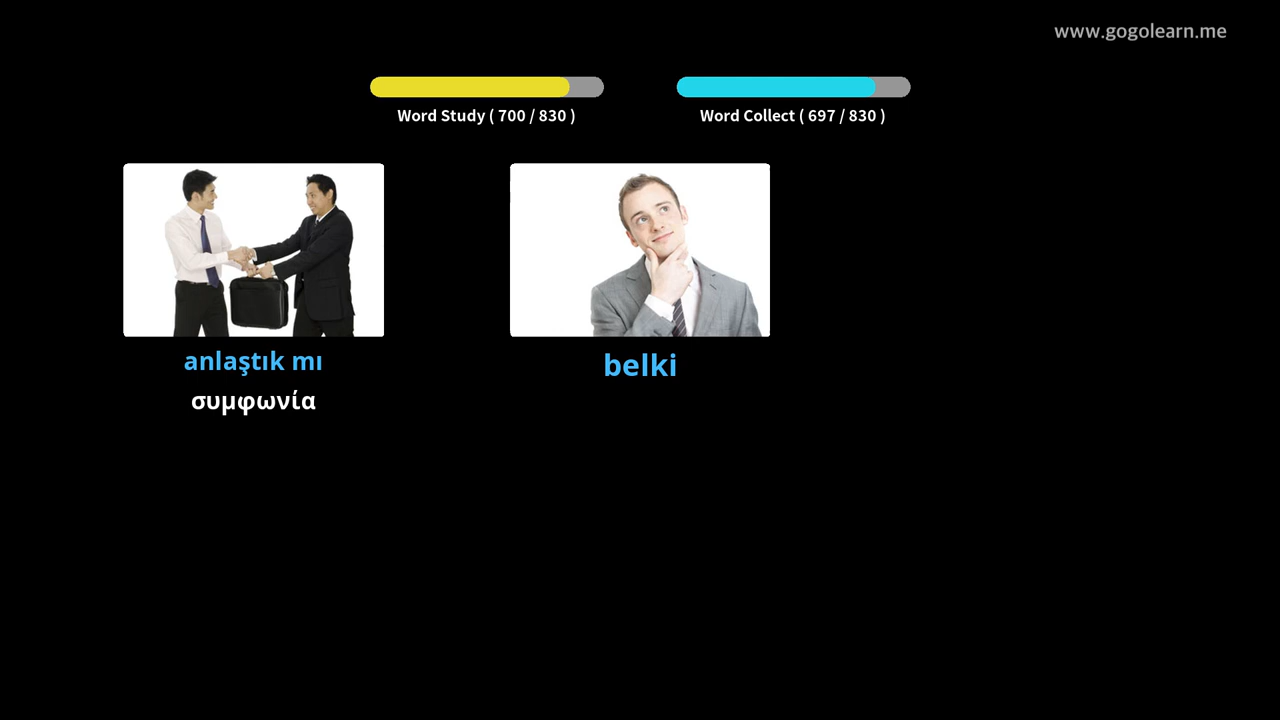 www.gogolearn.me
Word Study ( 700 / 830 )
Word Collect ( 697 / 830 )
anlaştık mı
συμφωνία
belki